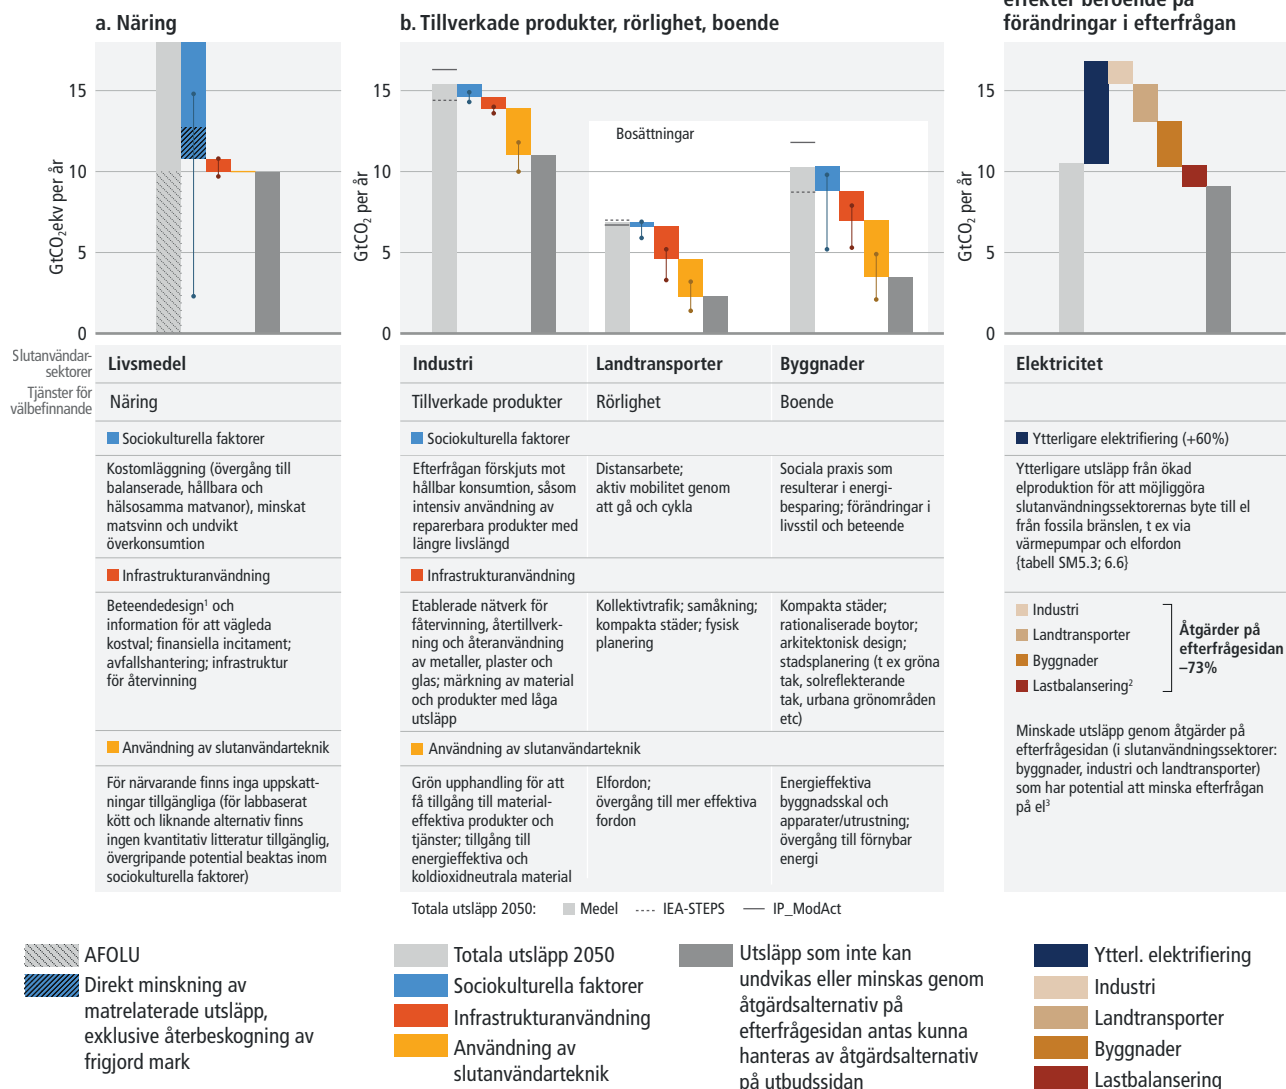 effekter beroende på
a. Näring
b. Tillverkade produkter, rörlighet, boende
förändringar i efterfrågan
GtCO2ekv per år
15
10
5
0
GtCO2 per år
15
10
5
0
Bosättningar
GtCO2 per år
15
10
5
0
Slutanvändar-
sektorer
Livsmedel
Industri
Landtransporter
Byggnader
Elektricitet
Tjänster för
välbefinnande
Näring
Tillverkade produkter
Rörlighet
Boende
Sociokulturella faktorer
Sociokulturella faktorer
Ytterligare elektrifiering (+60%)
Kostomläggning (övergång till
balanserade, hållbara och
hälsosamma matvanor), minskat
matsvinn och undvikt
överkonsumtion
Efterfrågan förskjuts mot
hållbar konsumtion, såsom
intensiv användning av
reparerbara produkter med
längre livslängd
Distansarbete;
aktiv mobilitet genom
att gå och cykla
Sociala praxis som
resulterar i energi-
besparing; förändringar i
livsstil och beteende
Ytterligare utsläpp från ökad
elproduktion för att möjliggöra
slutanvändningssektorernas byte till el
från fossila bränslen, t ex via
värmepumpar och elfordon
{tabell SM5.3; 6.6}
Infrastrukturanvändning
Infrastrukturanvändning
Beteendedesign1 och
information för att vägleda
kostval; finansiella incitament;
avfallshantering; infrastruktur
för återvinning
Etablerade nätverk för
fåtervinning, återtillverk-
kning och återanvändning
av metaller, plaster och
glas; märkning av material
och produkter med låga
utsläpp
Kollektivtrafik; samåkning;
kompakta städer; fysisk
planering
Kompakta städer;
rationaliserade boytor;
arkitektonisk design;
stadsplanering (t ex gröna
tak, solreflekterande
tak, urbana grönområden
etc)
Industri
Landtransporter
Byggnader
Lastbalansering2
Åtgärder på
efterfrågesidan
–73%
Minskade utsläpp genom åtgärder på
efterfrågesidan (i slutanvändningssektorer:
byggnader, industri och landtransporter)
som har potential att minska efterfrågan
på el3
Användning av slutanvändarteknik
Användning av slutanvändarteknik
För närvarande finns inga uppskatt-
ningar tillgängliga (för labbaserat
kött och liknande alternativ finns
ingen kvantitativ litteratur tillgänglig,
övergripande potential beaktas inom
sociokulturella faktorer)
Grön upphandling för att
få tillgång till material-
effektiva produkter och
tjänster; tillgång till
energieffektiva och
koldioxidneutrala material
Elfordon;
övergång till mer effektiva
fordon
Energieffektiva
byggnadsskal och
apparater/utrustning;
övergång till förnybar
energi
Totala utsläpp 2050:
Medel
IEA-STEPS
IP_ModAct
AFOLU
Direkt minskning av
matrelaterade utsläpp,
exklusive återbeskogning av
frigjord mark
Totala utsläpp 2050
Sociokulturella faktorer
Infrastrukturanvändning
Användning av
slutanvändarteknik
Utsläpp som inte kan
undvikas eller minskas genom
åtgärdsalternativ på
efterfrågesidan antas kunna
hanteras av åtgärdsalternativ
på utbudssidan
Ytterl. elektrifiering
Industri
Landtransporter
Byggnader
Lastbalansering